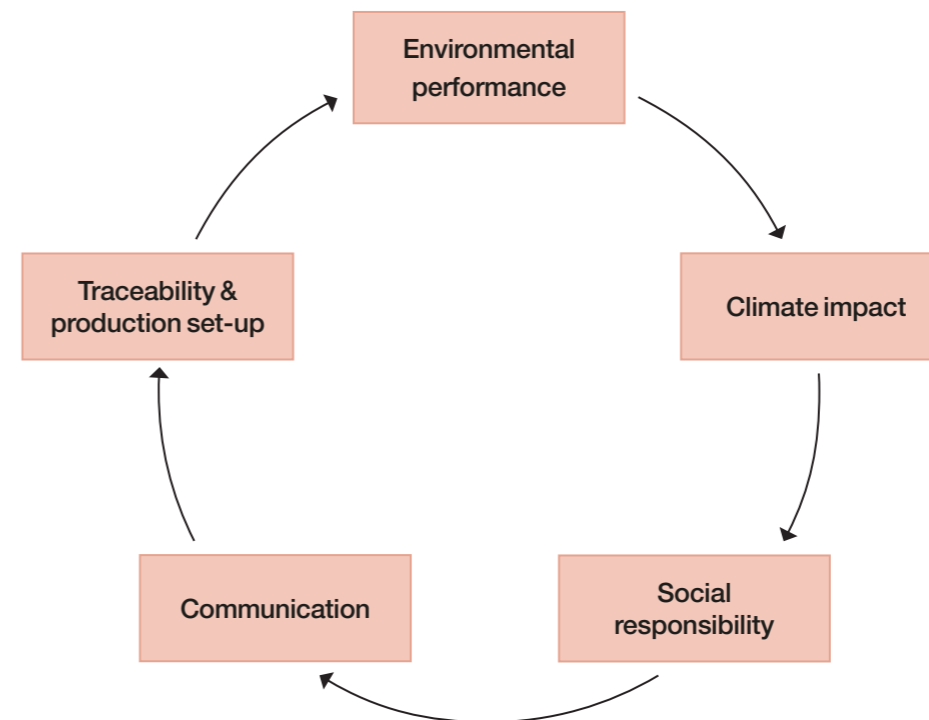 Environmental
performance
Climate impact
Social
responsibility
Communication
Traceability &
production set-up